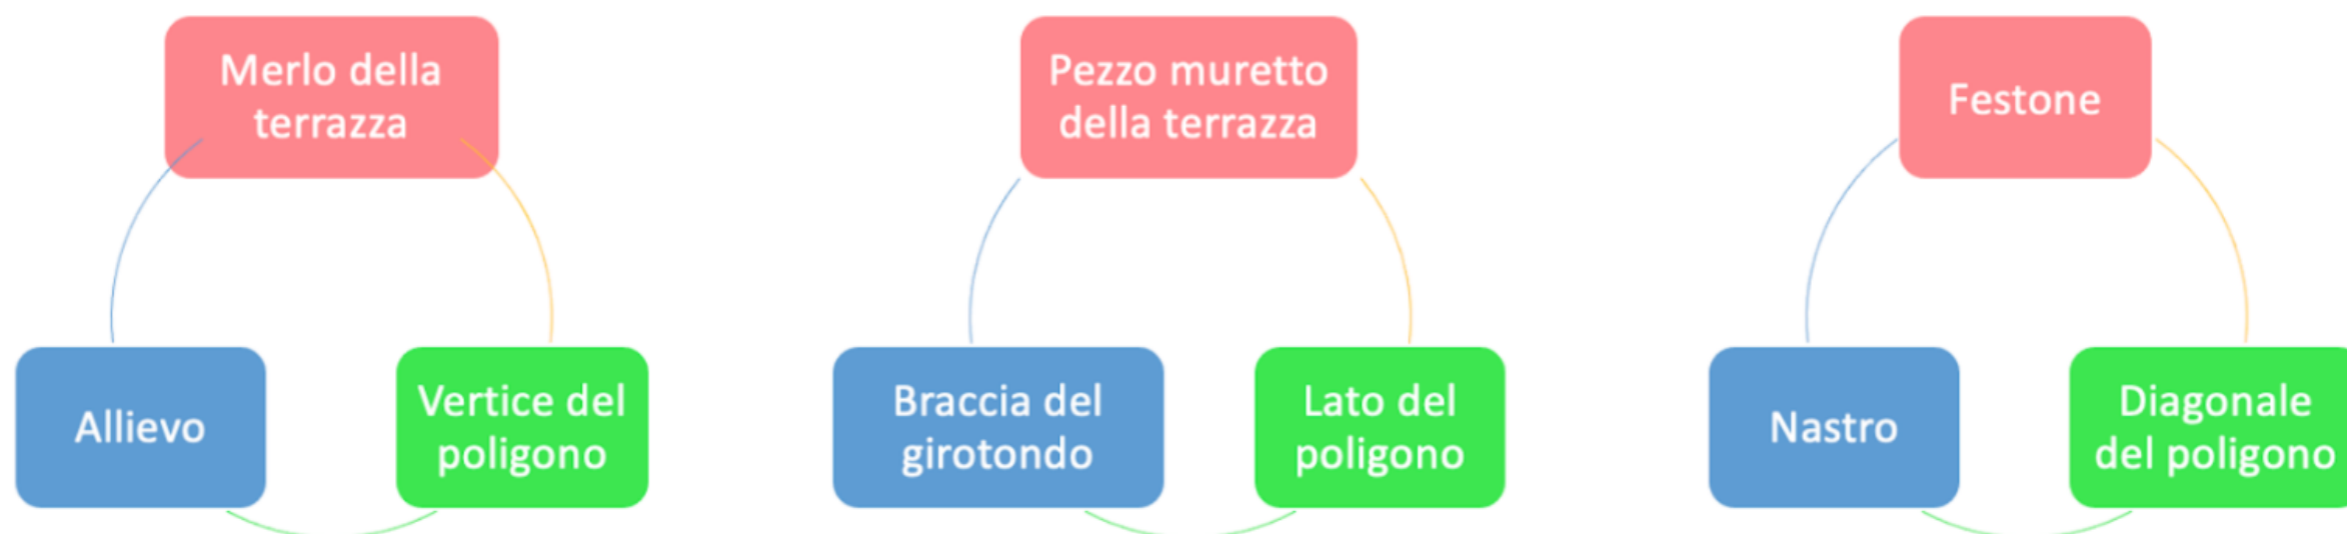 Merlo della
terrazza
Allievo
Vertice del
poligono
Pezzo muretto
della terrazza
Braccia del
girotondo
Lato del
poligono
Festone
Nastro
Diagonale
del poligono